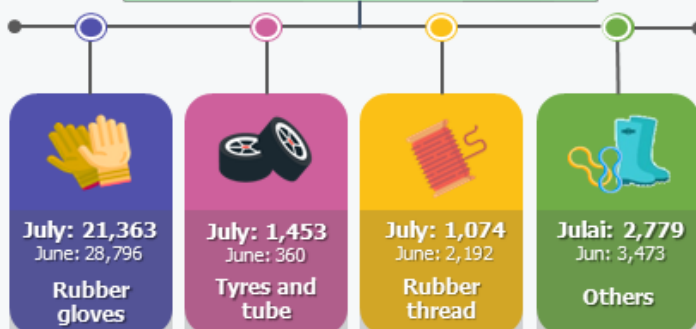 July: 21,363
June: 28,796
Rubber
gloves
July: 1,453
June: 360
Tyres and
tube
July: 1,074
June: 2,192
Rubber
thread
Julai: 2,779
Jun: 3,473
Others